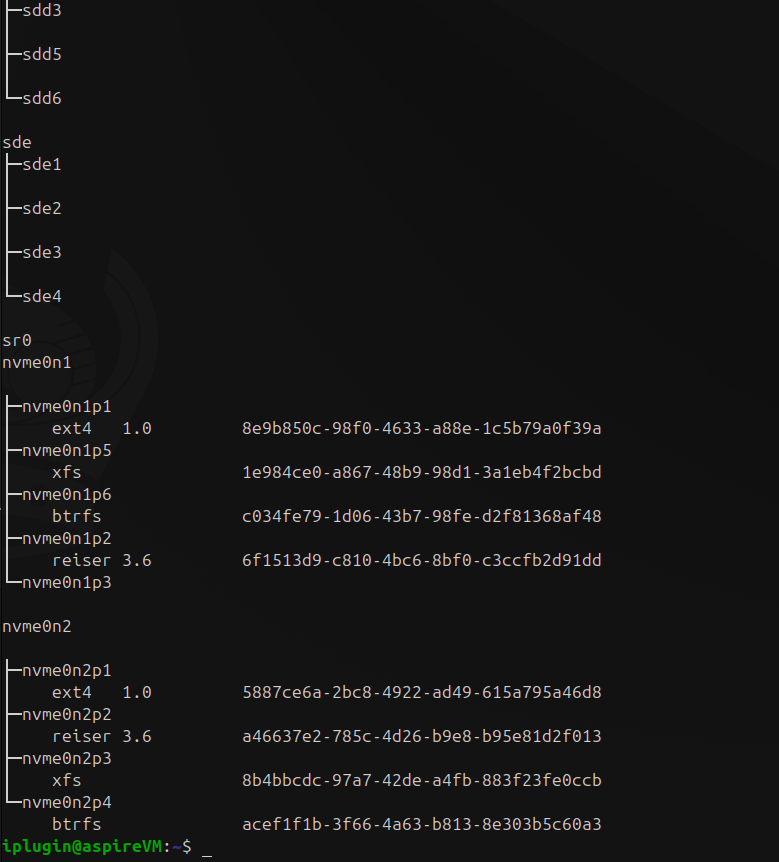 ├─sdd3
├─sdd5
└─sdd6
sde
├─sde1
├─sde2
├─sde3
└─sde4
sr0
nvme0n1
├─nvme0n1p1
ext4 1.0 8e9b850c-98f0-4633-a88e-1c5b79a0f39a
├─nvme0n1p5
xfs 1e984ce0-a867-48b9-98d1-3a1eb4f2bcbd
├─nvme0n1p6
btrfs c034fe79-1d06-43b7-98fe-d2f81368af48
├─nvme0n1p2
reiser 3.6 6f1513d9-c810-4bc6-8bf0-c3ccfb2d91dd
└─nvme0n1p3
nvme0n2
├─nvme0n2p1
ext4 1.0 5887ce6a-2bc8-4922-ad49-615a795a46d8
├─nvme0n2p2
reiser 3.6 a46637e2-785c-4d26-b9e8-b95e81d2f013
├─nvme0n2p3
xfs 8b4bbcdc-97a7-42de-a4fb-883f23fe0ccb
└─nvme0n2p4
btrfs acef1f1b-3f66-4a63-b813-8e303b5c60a3
iplugin@aspireVM:~$ _